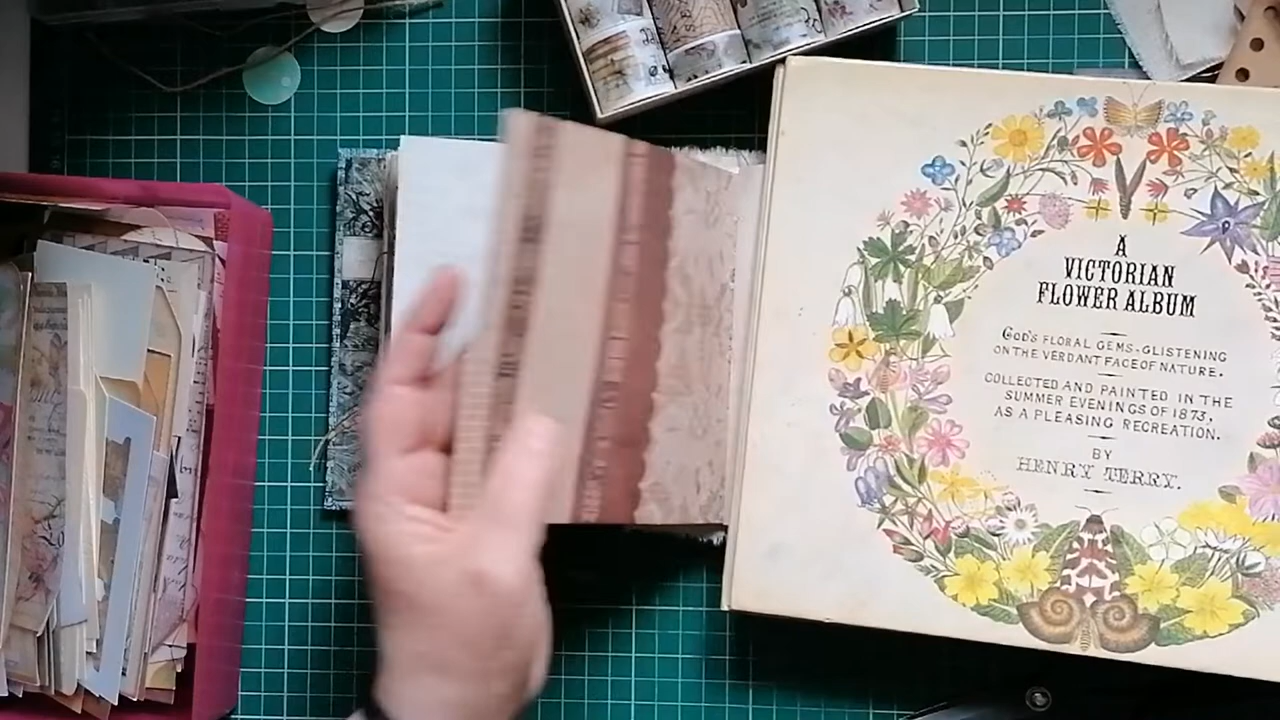 A
VICTORIAN
FLOWER ALBUM
GOD'S FLORAL GEMS-GLISTENING
ON THE VERDANT FACE OF NATURE.
COLLECTED AND PAINTED IN THE
SUMMER EVENINGS OF 1873,
AS A PLEASING RECREATION.
BY
HENRY TERRY.